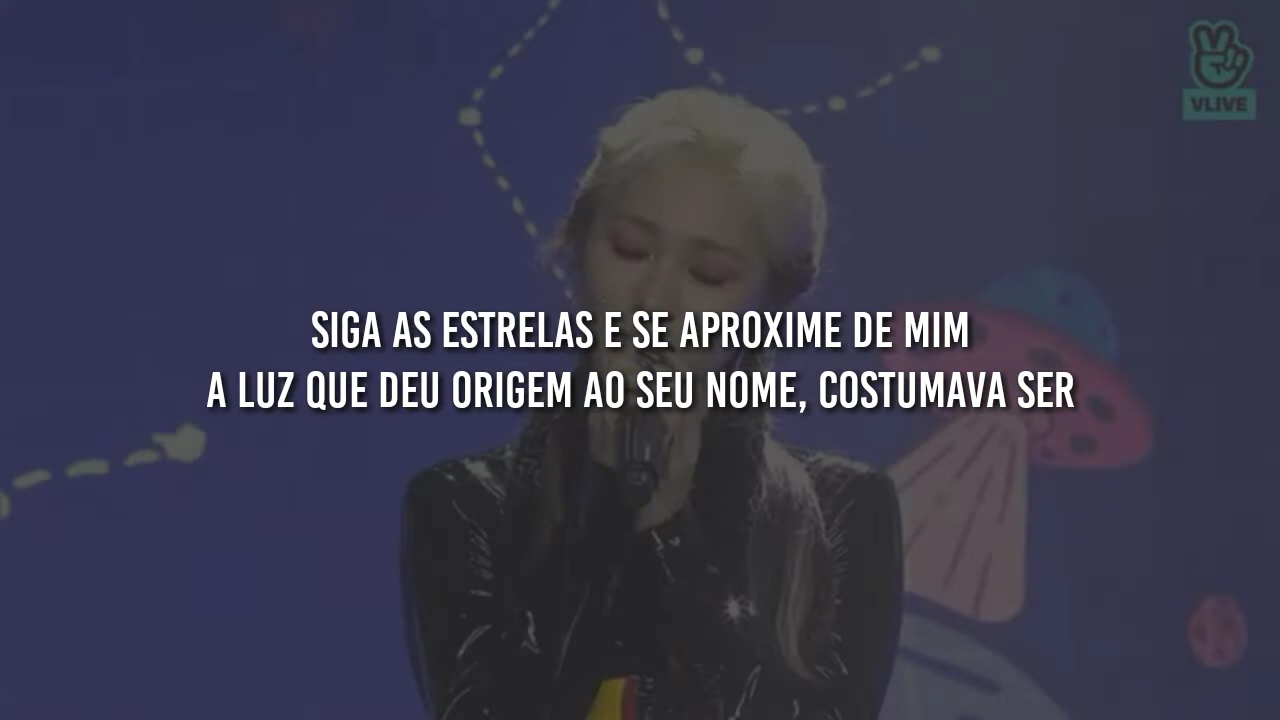 VLIVE
SIGA AS ESTRELAS E SE APROXIME DE MIM
A LUZ QUE DEU ORIGEM AO SEU NOME, COSTUMAVA SER